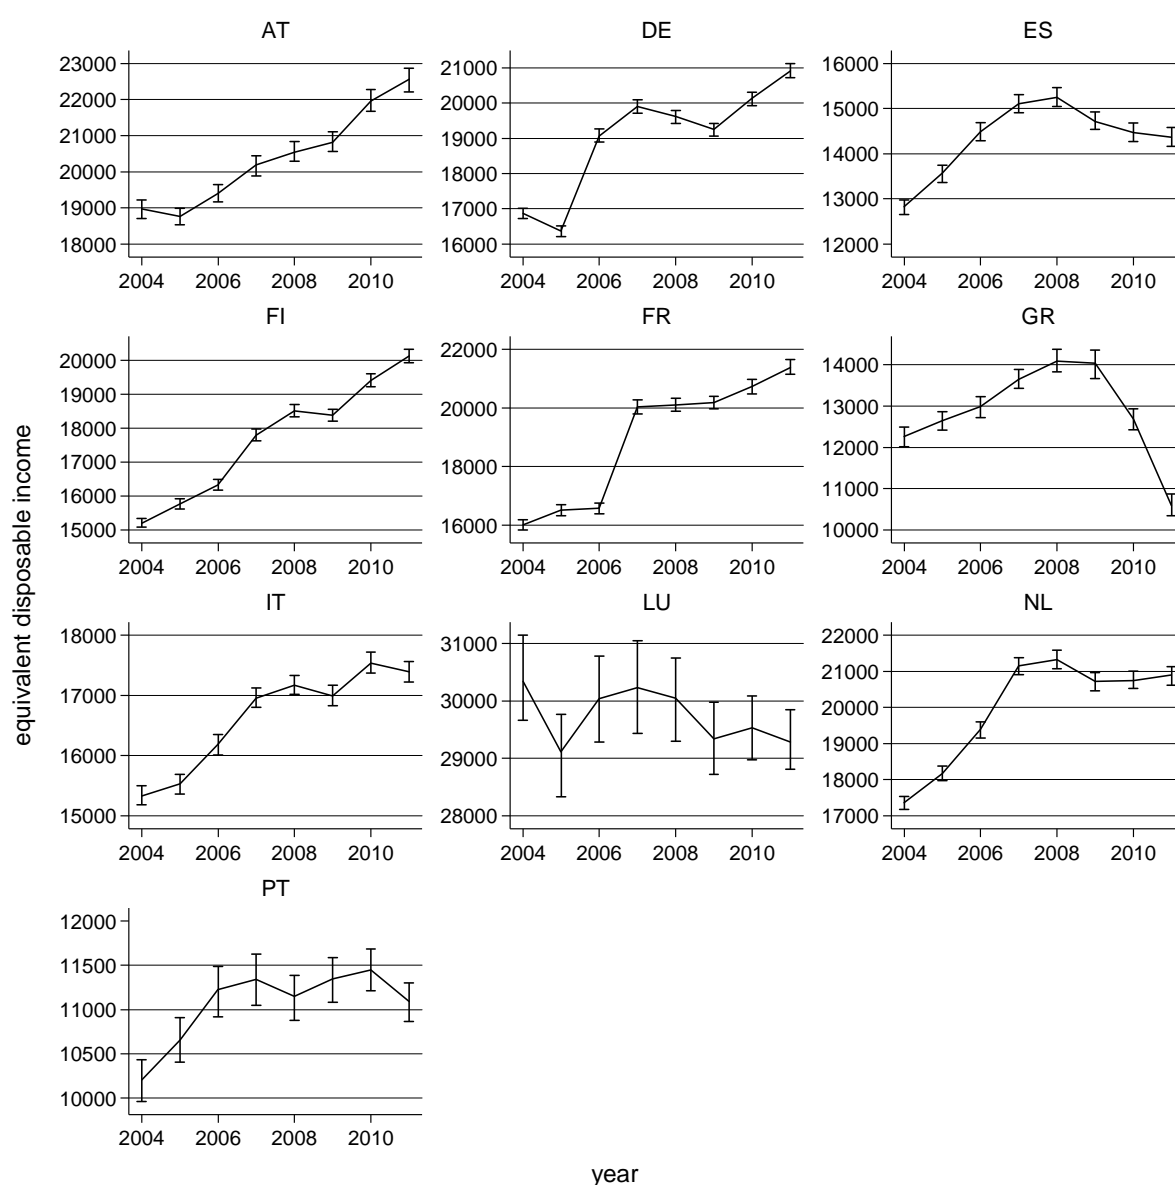 AT DE ES
23000 21000 16000
22000 20000 15000
21000 19000 14000
20000 18000 13000
19000 17000 12000
18000 16000
2004 2006 2008 2010 2004 2006 2008 2010 2004 2006 2008 2010
FI FR GR
20000 22000 14000
19000 20000 13000
18000 18000 12000
17000 16000 11000
16000 10000
15000
2004 2006 2008 2010 2004 2006 2008 2010 2004 2006 2008 2010
equivalent disposable income
IT LU NL
18000 31000 22000
17000 30000 21000
16000 29000 20000
15000 28000 19000
18000
17000
2004 2006 2008 2010 2004 2006 2008 2010 2004 2006 2008 2010
PT
12000
11500
11000
10500
10000
2004 2006 2008 2010
year